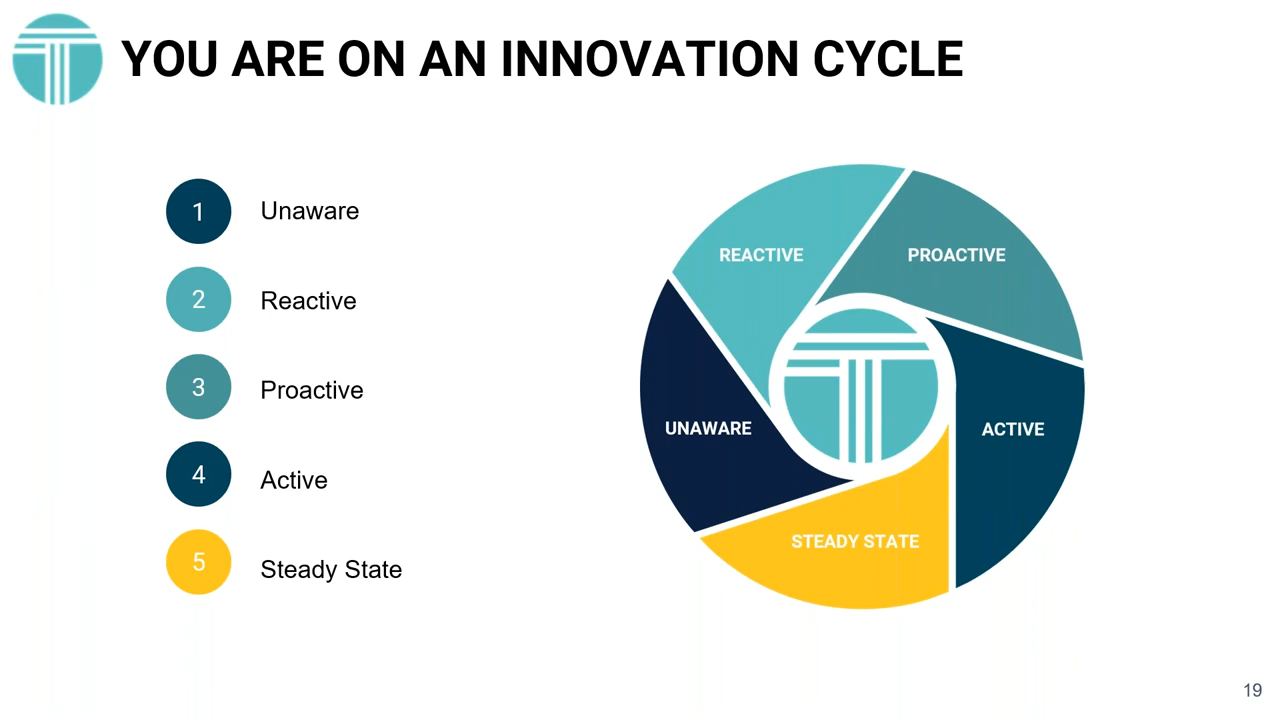 YOU ARE ON AN INNOVATION CYCLE
1 Unaware
2 Reactive
3 Proactive
4 Active
5 Steady State
REACTIVE
PROACTIVE
UNAWARE
ACTIVE
STEADY STATE
19